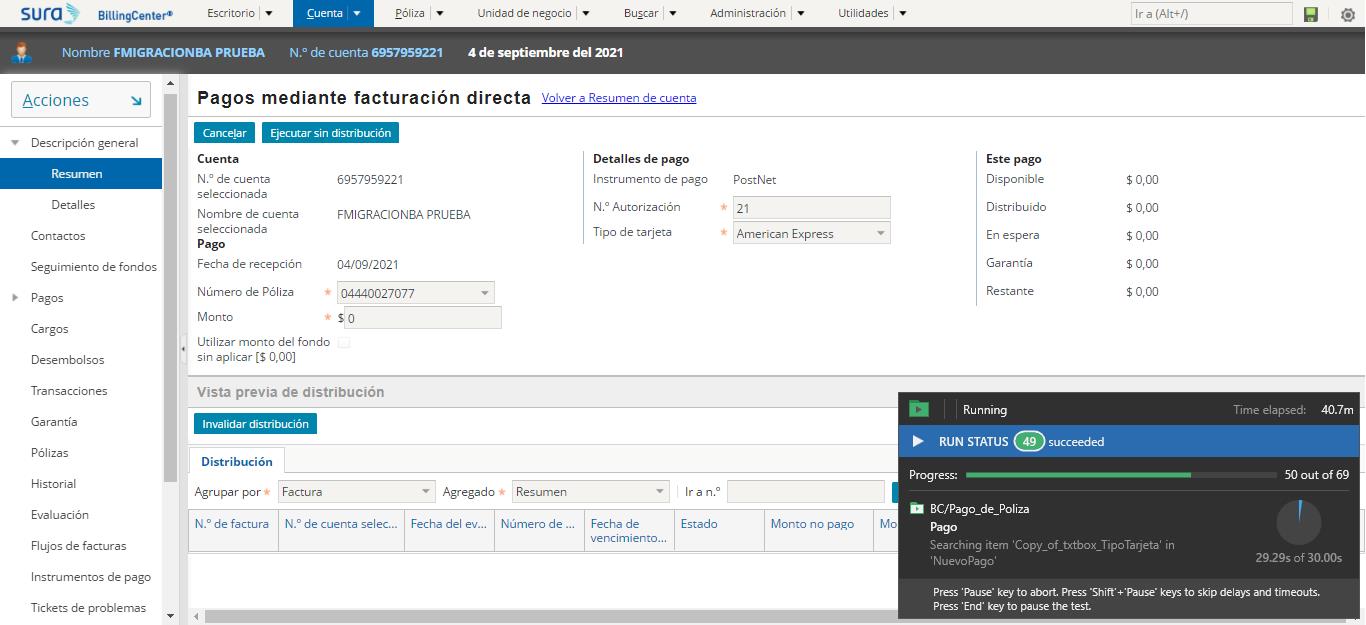 sura BillingCenter® Escritorio Cuenta Póliza Unidad de negocio Buscar Administración Utilidades Ir a (Alt+/)
Nombre FMIGRACIONBA PRUEBA N.º de cuenta 6957959221 4 de septiembre del 2021
Acciones
Descripción general
Resumen
Detalles
Contactos
Seguimiento de fondos
Pagos
Cargos
Desembolsos
Transacciones
Garantía
Pólizas
Historial
Evaluación
Flujos de facturas
Instrumentos de pago
Tickets de problemas
Pagos mediante facturación directa Volver a Resumen de cuenta
Cancelar Ejecutar sin distribución
Cuenta
N.º de cuenta
seleccionada
6957959221
Nombre de cuenta
seleccionada
FMIGRACIONBA PRUEBA
Pago
Fecha de recepción 04/09/2021
Número de Póliza * 04440027077
Monto * $ 0
Utilizar monto del fondo
sin aplicar [$ 0,00]
Detalles de pago
Instrumento de pago PostNet
N.º Autorización * 21
Tipo de tarjeta * American Express
Este pago
Disponible $ 0,00
Distribuido $ 0,00
En espera $ 0,00
Garantía $ 0,00
Restante $ 0,00
Vista previa de distribución
Invalidar distribución
Distribución
Agrupar por * Factura Agregado * Resumen Ir a n.º
N.º de factura N.º de cuenta selec... Fecha del ev... Número de ... Fecha de Estado Monto no pago Mo
vencimiento...
Running Time elapsed: 40.7m
RUN STATUS 49 succeeded
Progress: 50 out of 69
BC/Pago_de_Poliza
Pago
Searching item 'Copy_of_txtbox_TipoTarjeta' in
'NuevoPago'
29.29s of 30.00s
Press 'Pause' key to abort. Press 'Shift'+'Pause' keys to skip delays and timeouts.
Press 'End' key to pause the test.